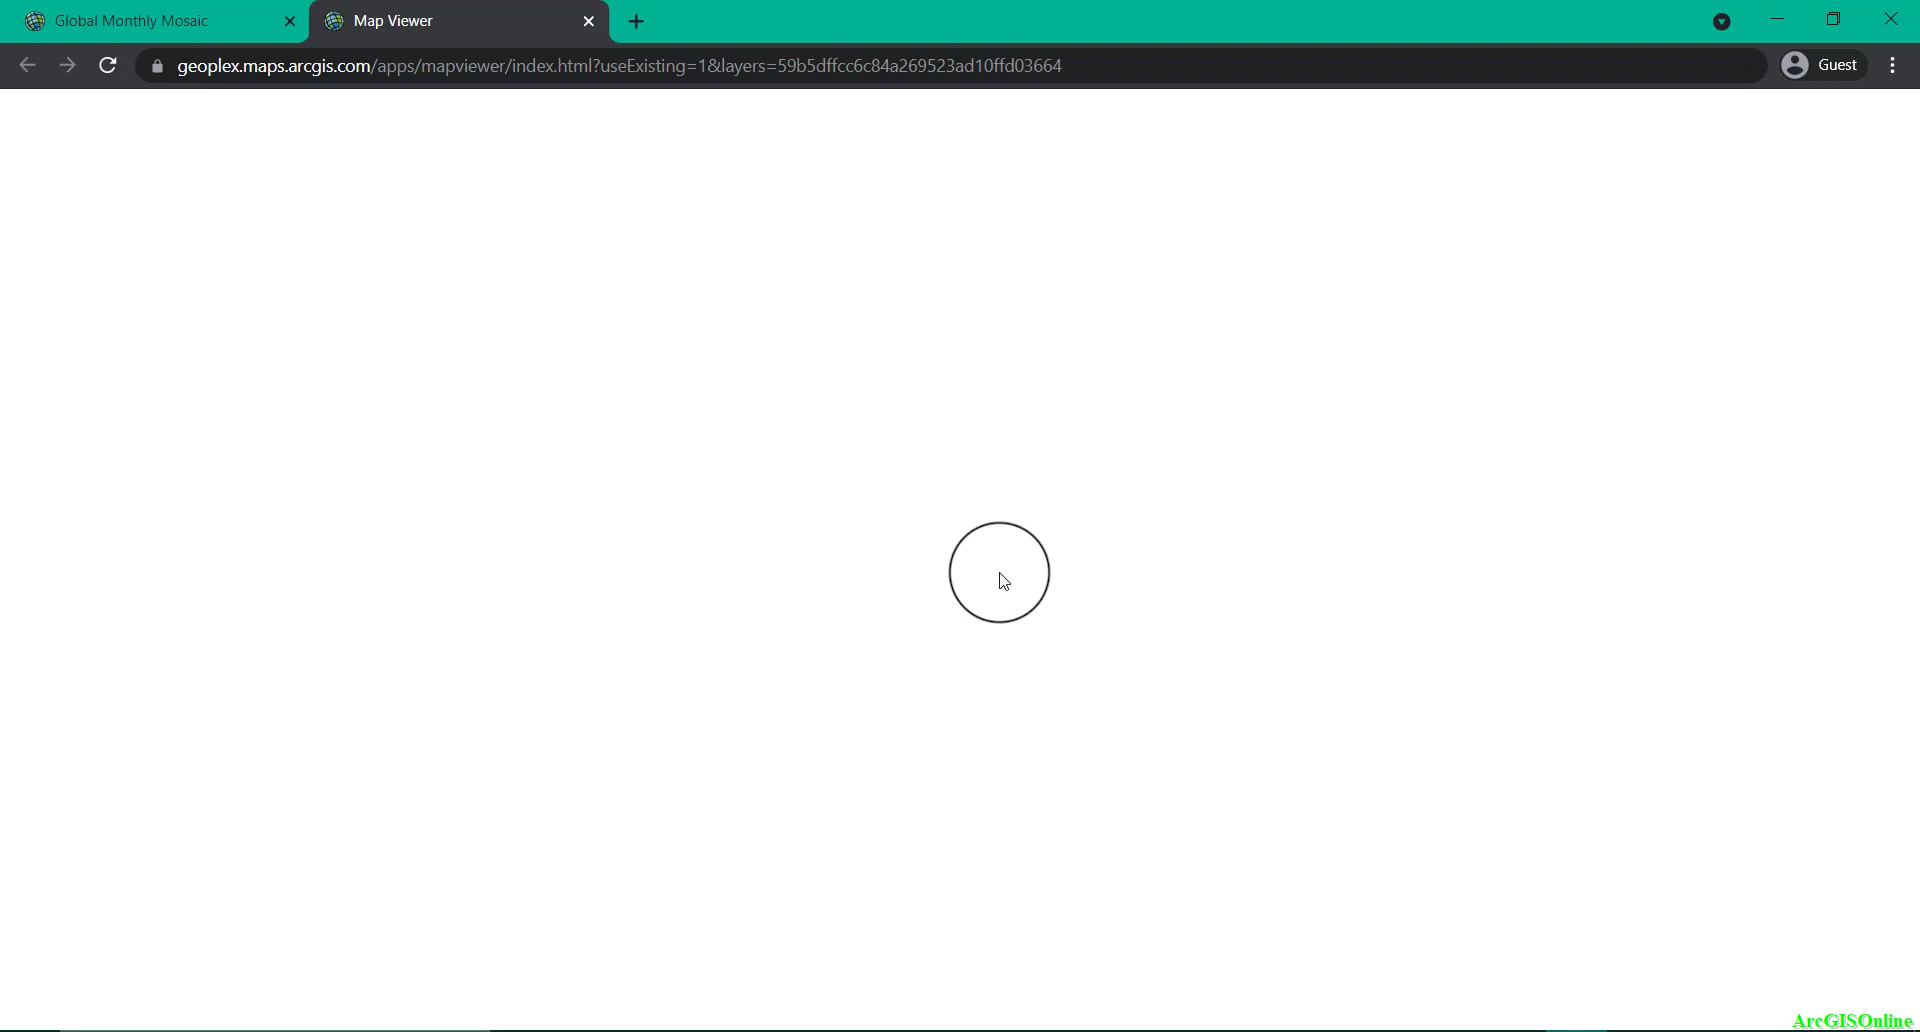 Global Monthly Mosaic
Map Viewer
geoplex.maps.arcgis.com/apps/mapviewer/index.html?useExisting=1&layers=59b5dffcc6c84a269523ad10ffd03664
Guest
ArcGISOnline